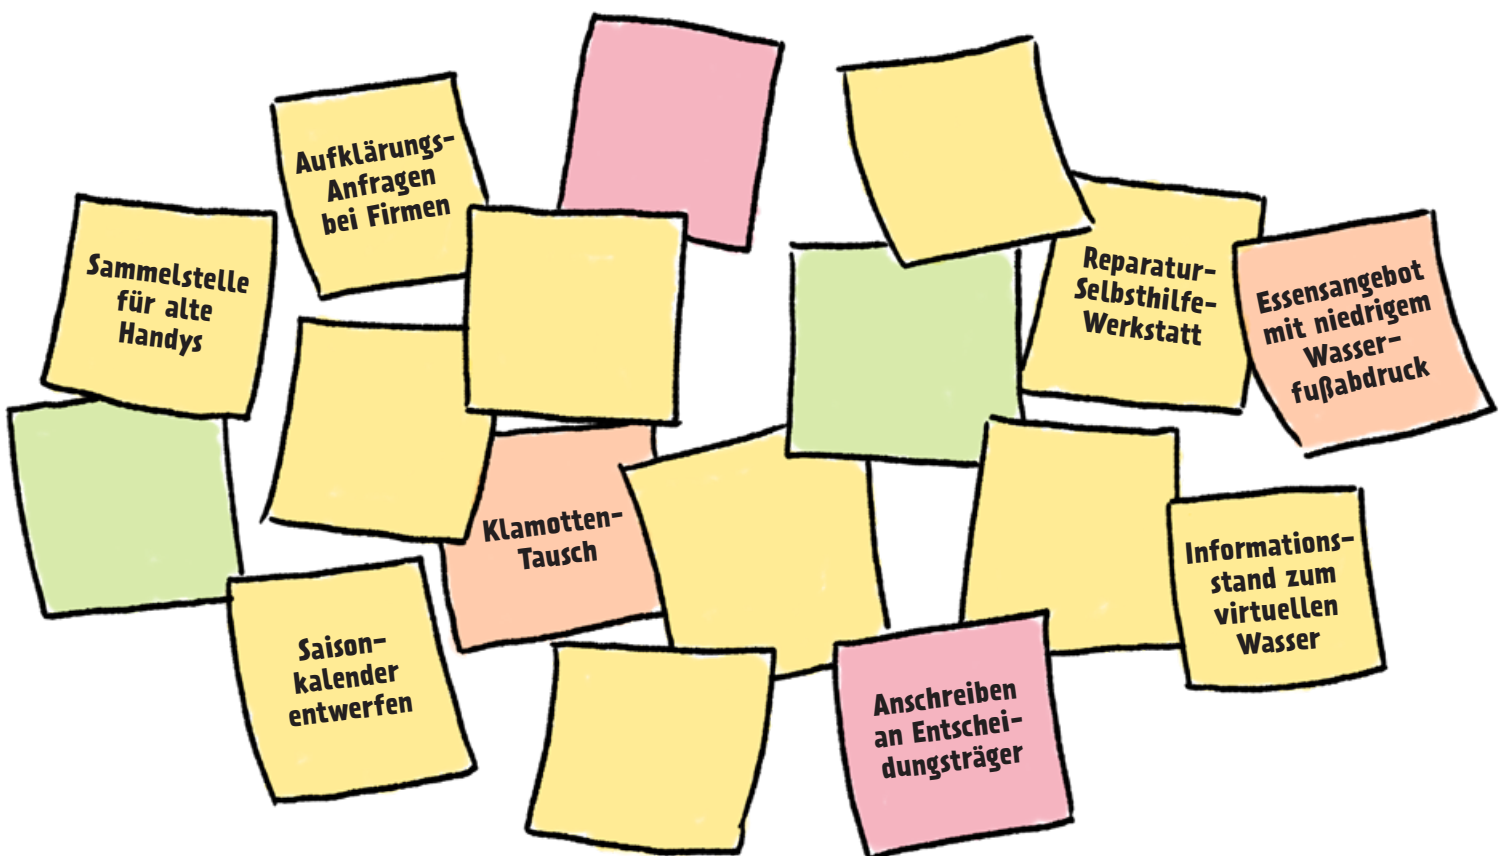 Aufklärungs-
Anfragen
bei Firmen
Sammelstelle
für alte
Handys
Reparatur-
Selbsthilfe-
Werkstatt
Essensangebot
mit niedrigem
Wasser-
fußabdruck
Klamotten-
Tausch
Informations-
stand zum
virtuellen
Wasser
Saison-
kalender
entwerfen
Anschreiben
an Entschei-
dungsträger